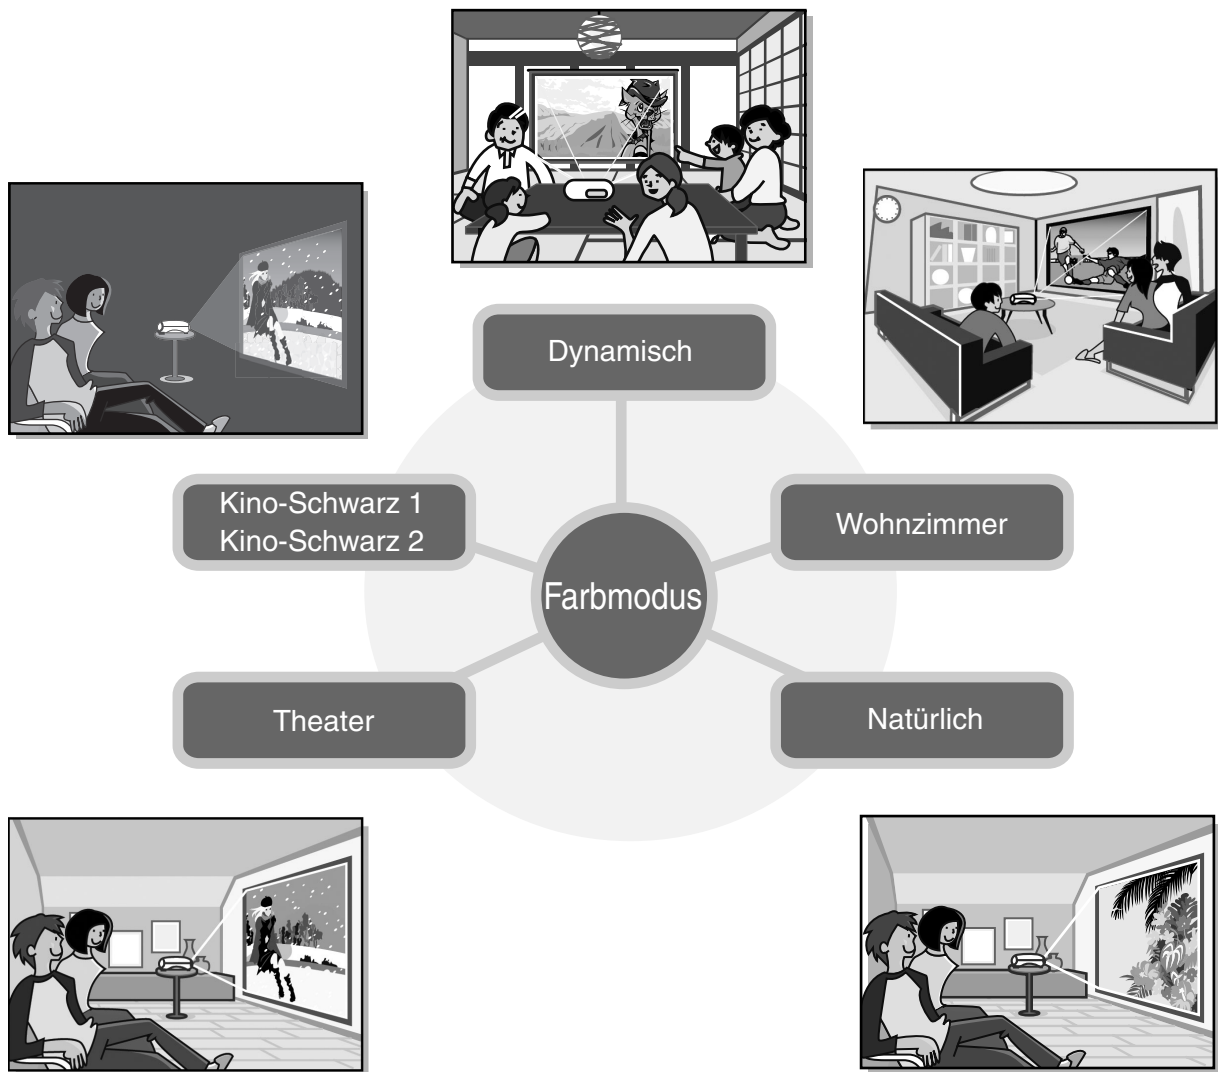 Dynamisch
Kino-Schwarz 1
Kino-Schwarz 2
Wohnzimmer
Farbmodus
Theater
Natürlich